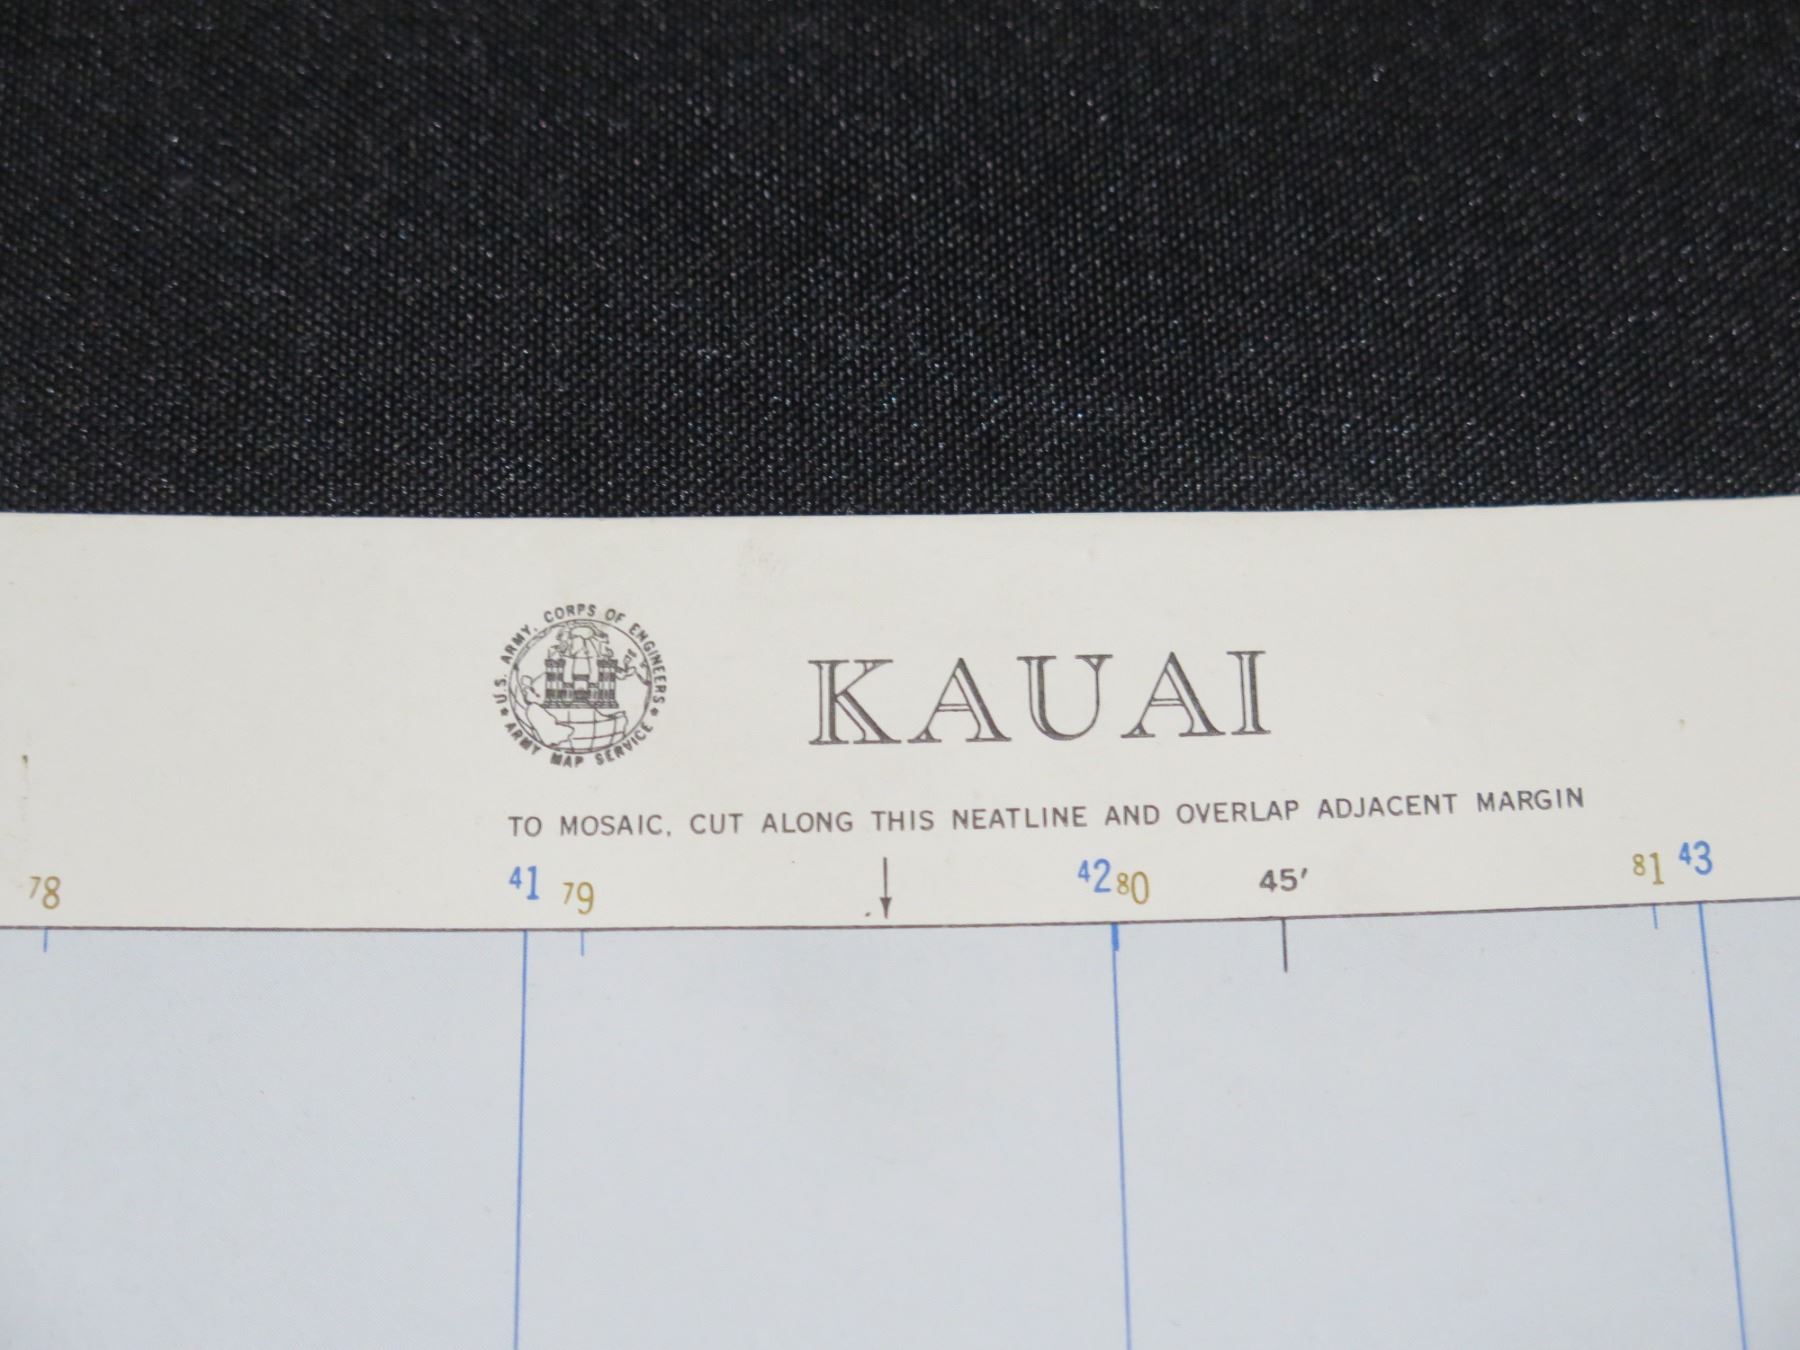 U.S. ARMY, CORPS OF ENGINEERS
★ ARMY MAP SERVICE ★
KAUAI
TO MOSAIC, CUT ALONG THIS NEATLINE AND OVERLAP ADJACENT MARGIN
78 41 79 42 80 45′ 81 43